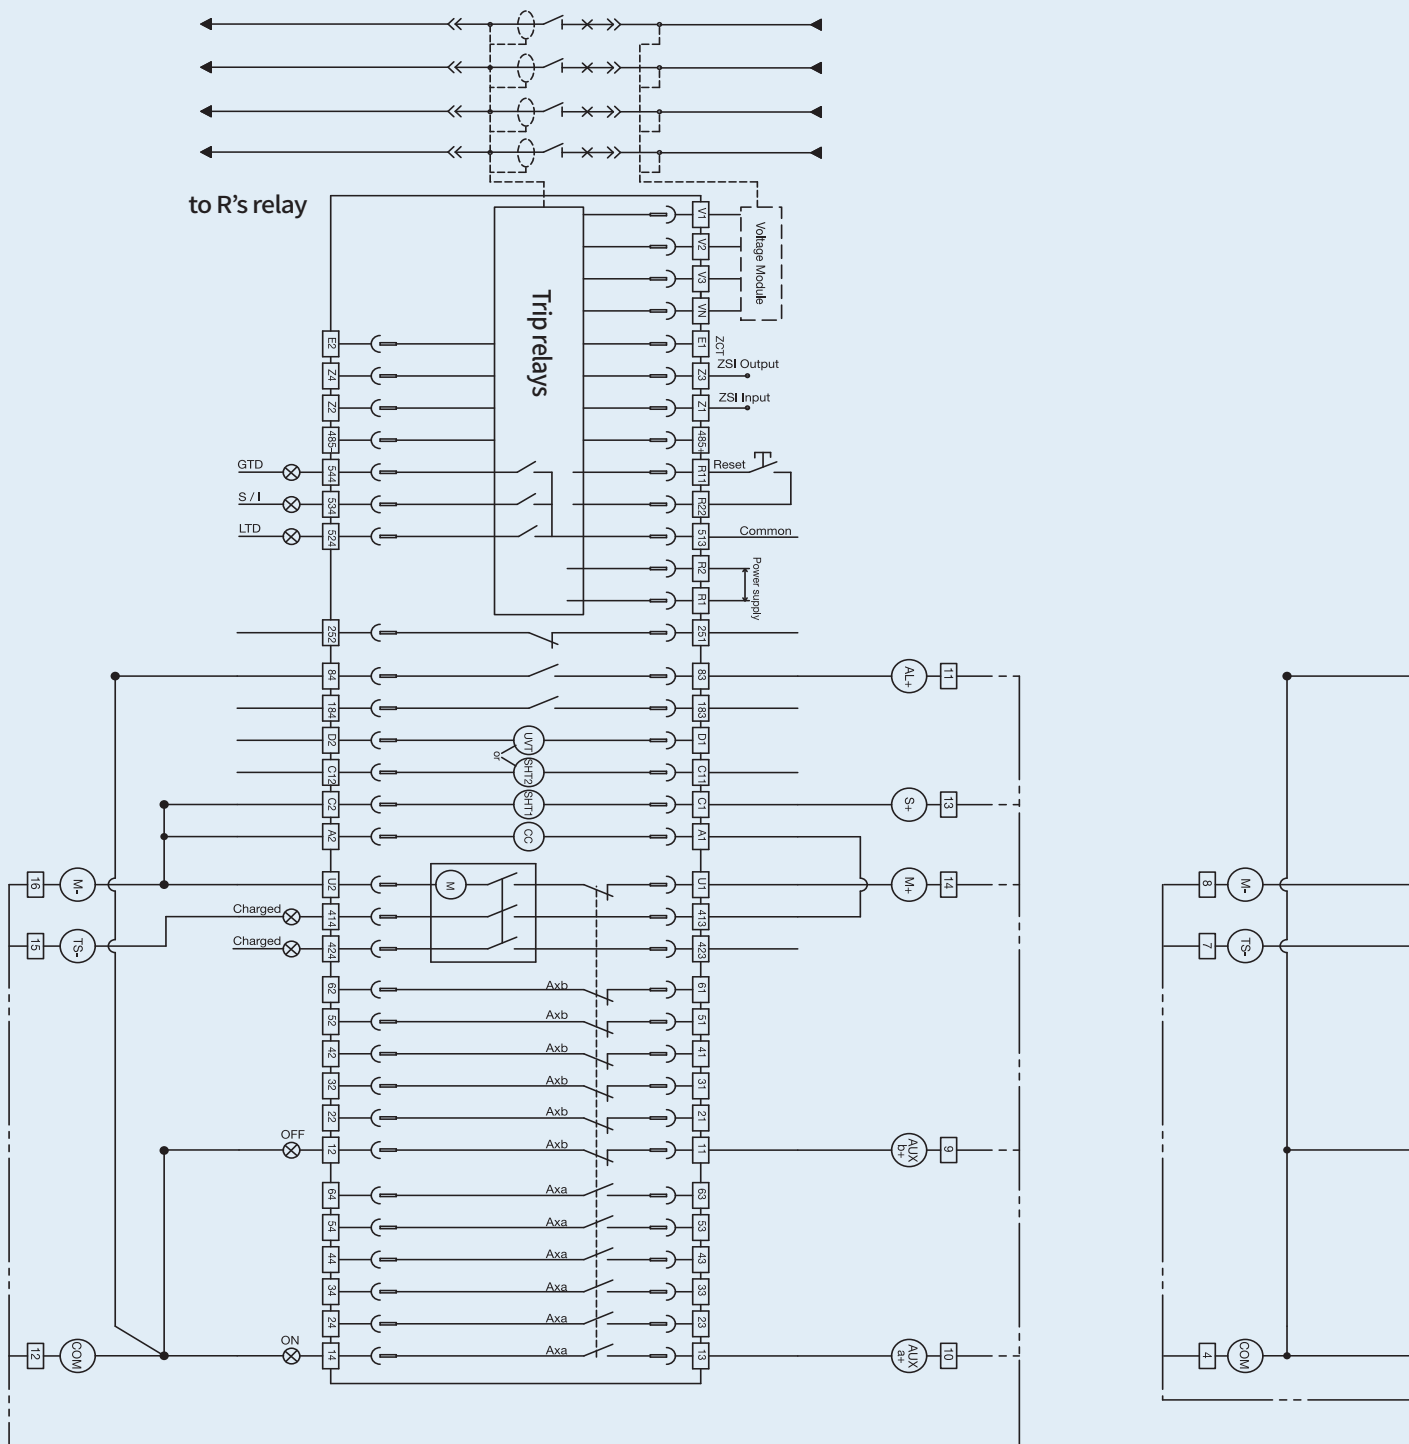 to R's relay
Trip relays
V1
Voltage Module
V2
V3
VN
E2
E1
ZCT
Z4
Z3
ZSI Output
Z2
Z1
ZSI Input
485-
485+
GTD
544
R11
Reset
S / I
534
R22
LTD
524
513
Common
R2
Power supply
R1
252
251
84
83
AL+
11
184
183
D2
UVT
D1
or
C12
SHT2
C11
C2
SHT1
C1
S+
13
A2
CC
A1
16
M-
U2
M
U1
M+
14
8
M-
Charged
414
413
15
TS-
Charged
424
423
7
TS-
62
Axb
61
52
Axb
51
42
Axb
41
32
Axb
31
22
Axb
21
OFF
12
Axb
11
AUX
b+
9
64
Axa
63
54
Axa
53
44
Axa
43
34
Axa
33
24
Axa
23
12
COM
ON
14
Axa
13
AUX
a+
10
4
COM